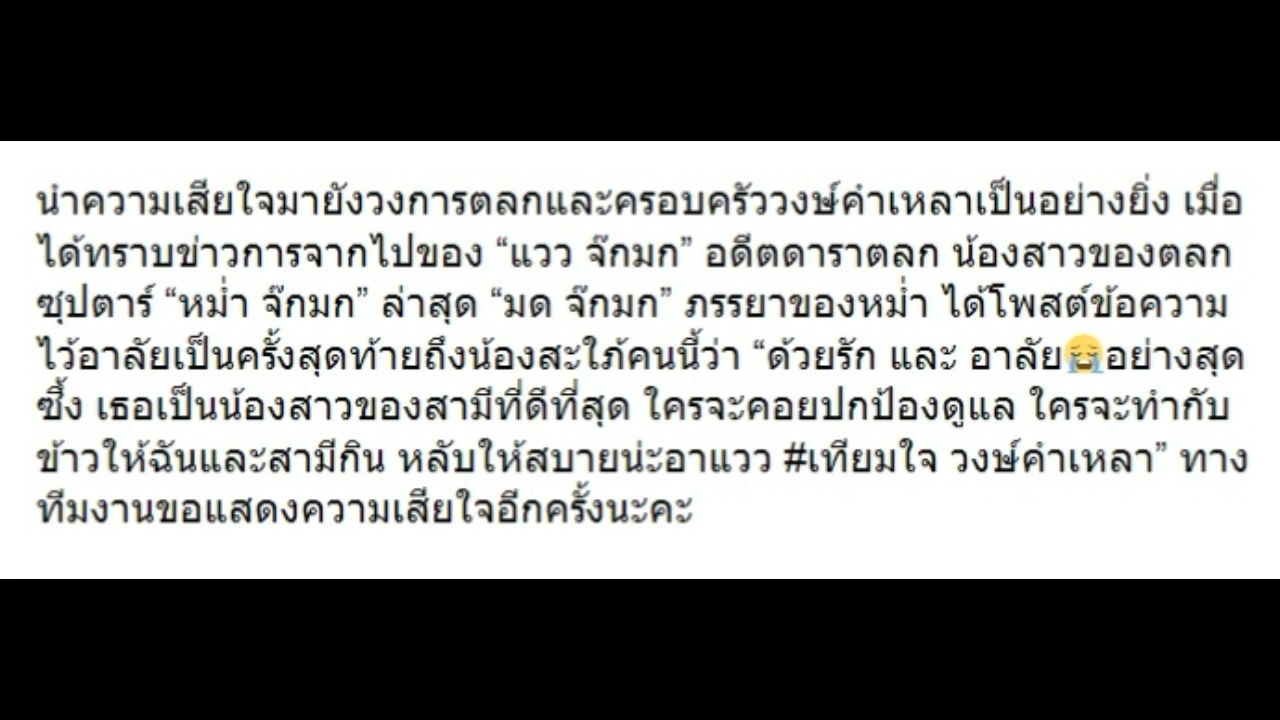 นำความเสียใจมายังวงการตลกและครอบครัววงษ์คำเหลาเป็นอย่างยิ่ง เมื่อ
ได้ทราบข่าวการจากไปของ “แวว จ๊กมก” อดีตดาราตลก น้องสาวของตลก
ซุปตาร์ “หม่ำ จ๊กมก” ล่าสุด “มด จ๊กมก” ภรรยาของหม่ำ ได้โพสต์ข้อความ
ไว้อาลัยเป็นครั้งสุดท้ายถึงน้องสะใภ้คนนี้ว่า “ด้วยรัก และ อาลัย😭อย่างสุด
ซึ้ง เธอเป็นน้องสาวของสามีที่ดีที่สุด ใครจะคอยปกป้องดูแล ใครจะทำกับ
ข้าวให้ฉันและสามีกิน หลับให้สบายน่ะอาแวว #เทียมใจ วงษ์คำเหลา” ทาง
ทีมงานขอแสดงความเสียใจอีกครั้งนะคะ